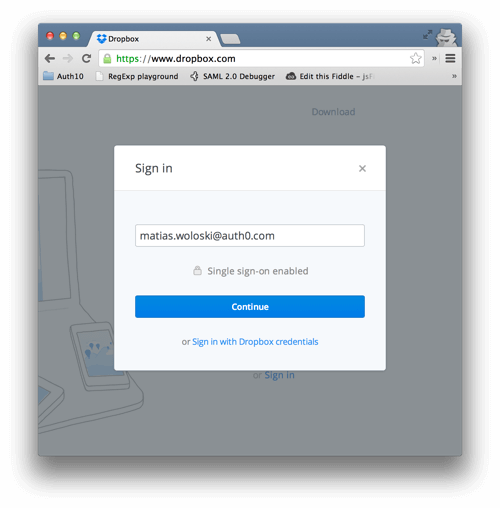 Dropbox
https://www.dropbox.com
Auth10 RegExp playground SAML 2.0 Debugger Edit this Fiddle – jsF
Download
Sign in
matias.woloski@auth0.com
Single sign-on enabled
Continue
or Sign in with Dropbox credentials
or Sign In